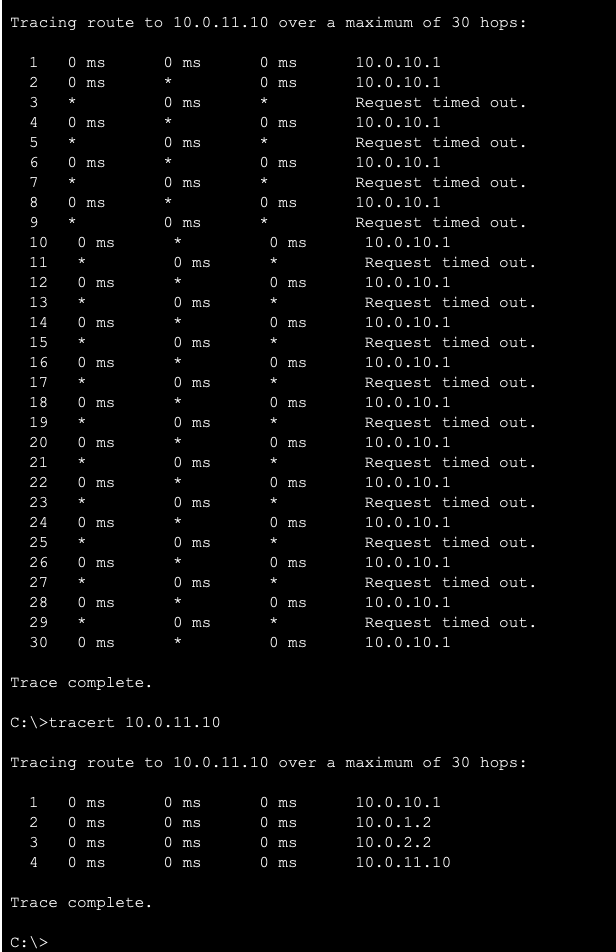 Tracing route to 10.0.11.10 over a maximum of 30 hops:
1 0 ms 0 ms 0 ms 10.0.10.1
2 0 ms * 0 ms 10.0.10.1
3 * 0 ms * Request timed out.
4 0 ms * 0 ms 10.0.10.1
5 * 0 ms * Request timed out.
6 0 ms * 0 ms 10.0.10.1
7 * 0 ms * Request timed out.
8 0 ms * 0 ms 10.0.10.1
9 * 0 ms * Request timed out.
10 0 ms * 0 ms 10.0.10.1
11 * 0 ms * Request timed out.
12 0 ms * 0 ms 10.0.10.1
13 * 0 ms * Request timed out.
14 0 ms * 0 ms 10.0.10.1
15 * 0 ms * Request timed out.
16 0 ms * 0 ms 10.0.10.1
17 * 0 ms * Request timed out.
18 0 ms * 0 ms 10.0.10.1
19 * 0 ms * Request timed out.
20 0 ms * 0 ms 10.0.10.1
21 * 0 ms * Request timed out.
22 0 ms * 0 ms 10.0.10.1
23 * 0 ms * Request timed out.
24 0 ms * 0 ms 10.0.10.1
25 * 0 ms * Request timed out.
26 0 ms * 0 ms 10.0.10.1
27 * 0 ms * Request timed out.
28 0 ms * 0 ms 10.0.10.1
29 * 0 ms * Request timed out.
30 0 ms * 0 ms 10.0.10.1
Trace complete.
C:\>tracert 10.0.11.10
Tracing route to 10.0.11.10 over a maximum of 30 hops:
1 0 ms 0 ms 0 ms 10.0.10.1
2 0 ms 0 ms 0 ms 10.0.1.2
3 0 ms 0 ms 0 ms 10.0.2.2
4 0 ms 0 ms 0 ms 10.0.11.10
Trace complete.
C:\>